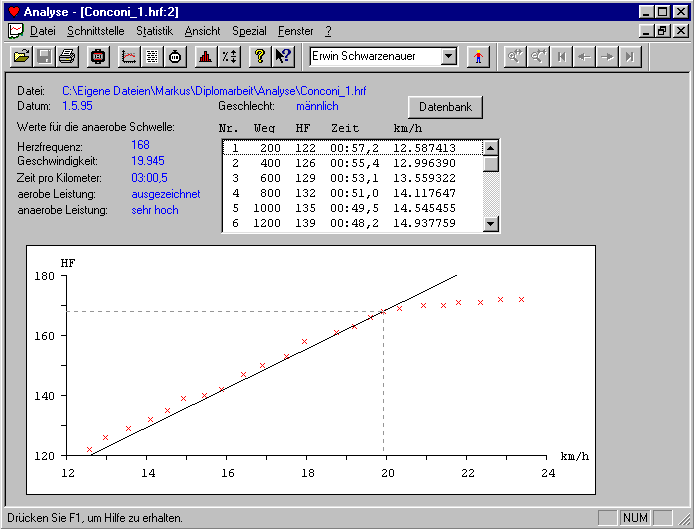 Analyse - [Conconi_1.hrf:2]
Datei Schnittstelle Statistik Ansicht Spezial Fenster ?
Erwin Schwarzenauer
Datei: C:\Eigene Dateien\Markus\Diplomarbeit\Analyse\Conconi_1.hrf
Datum: 1.5.95 Geschlecht: männlich Datenbank
Werte für die anaerobe Schwelle:
Nr. Weg HF Zeit km/h
Herzfrequenz: 168
Geschwindigkeit: 19.945
Zeit pro Kilometer: 03:00,5
aerobe Leistung: ausgezeichnet
anaerobe Leistung: sehr hoch
1 200 122 00:57,2 12.587413
2 400 126 00:55,4 12.996390
3 600 129 00:53,1 13.559322
4 800 132 00:51,0 14.117647
5 1000 135 00:49,5 14.545455
6 1200 139 00:48,2 14.937759
HF
180
160
140
120
12 14 16 18 20 22 24
km/h
Drücken Sie F1, um Hilfe zu erhalten. NUM